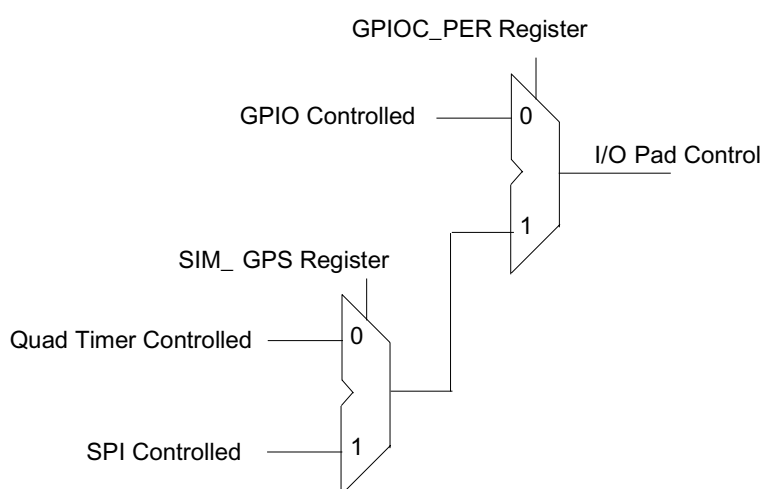 GPIOC_PER Register
GPIO Controlled
0
I/O Pad Control
1
SIM_ GPS Register
Quad Timer Controlled
0
SPI Controlled
1